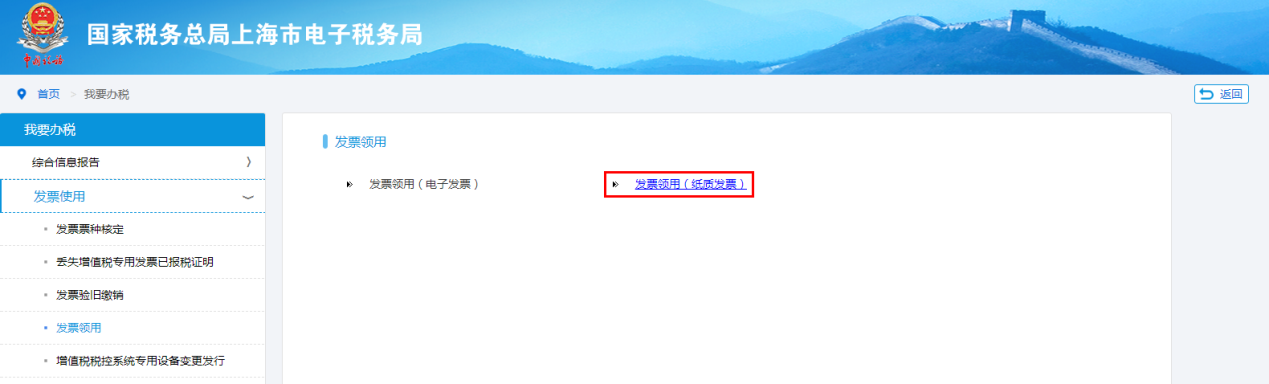 国家税务总局上海市电子税务局
中国税务
首页 > 我要办税
返回
我要办税
综合信息报告
发票使用
发票票种核定
丢失增值税专用发票已报税证明
发票验旧缴销
发票领用
增值税税控系统专用设备变更发行
发票领用
发票领用（电子发票）
发票领用（纸质发票）